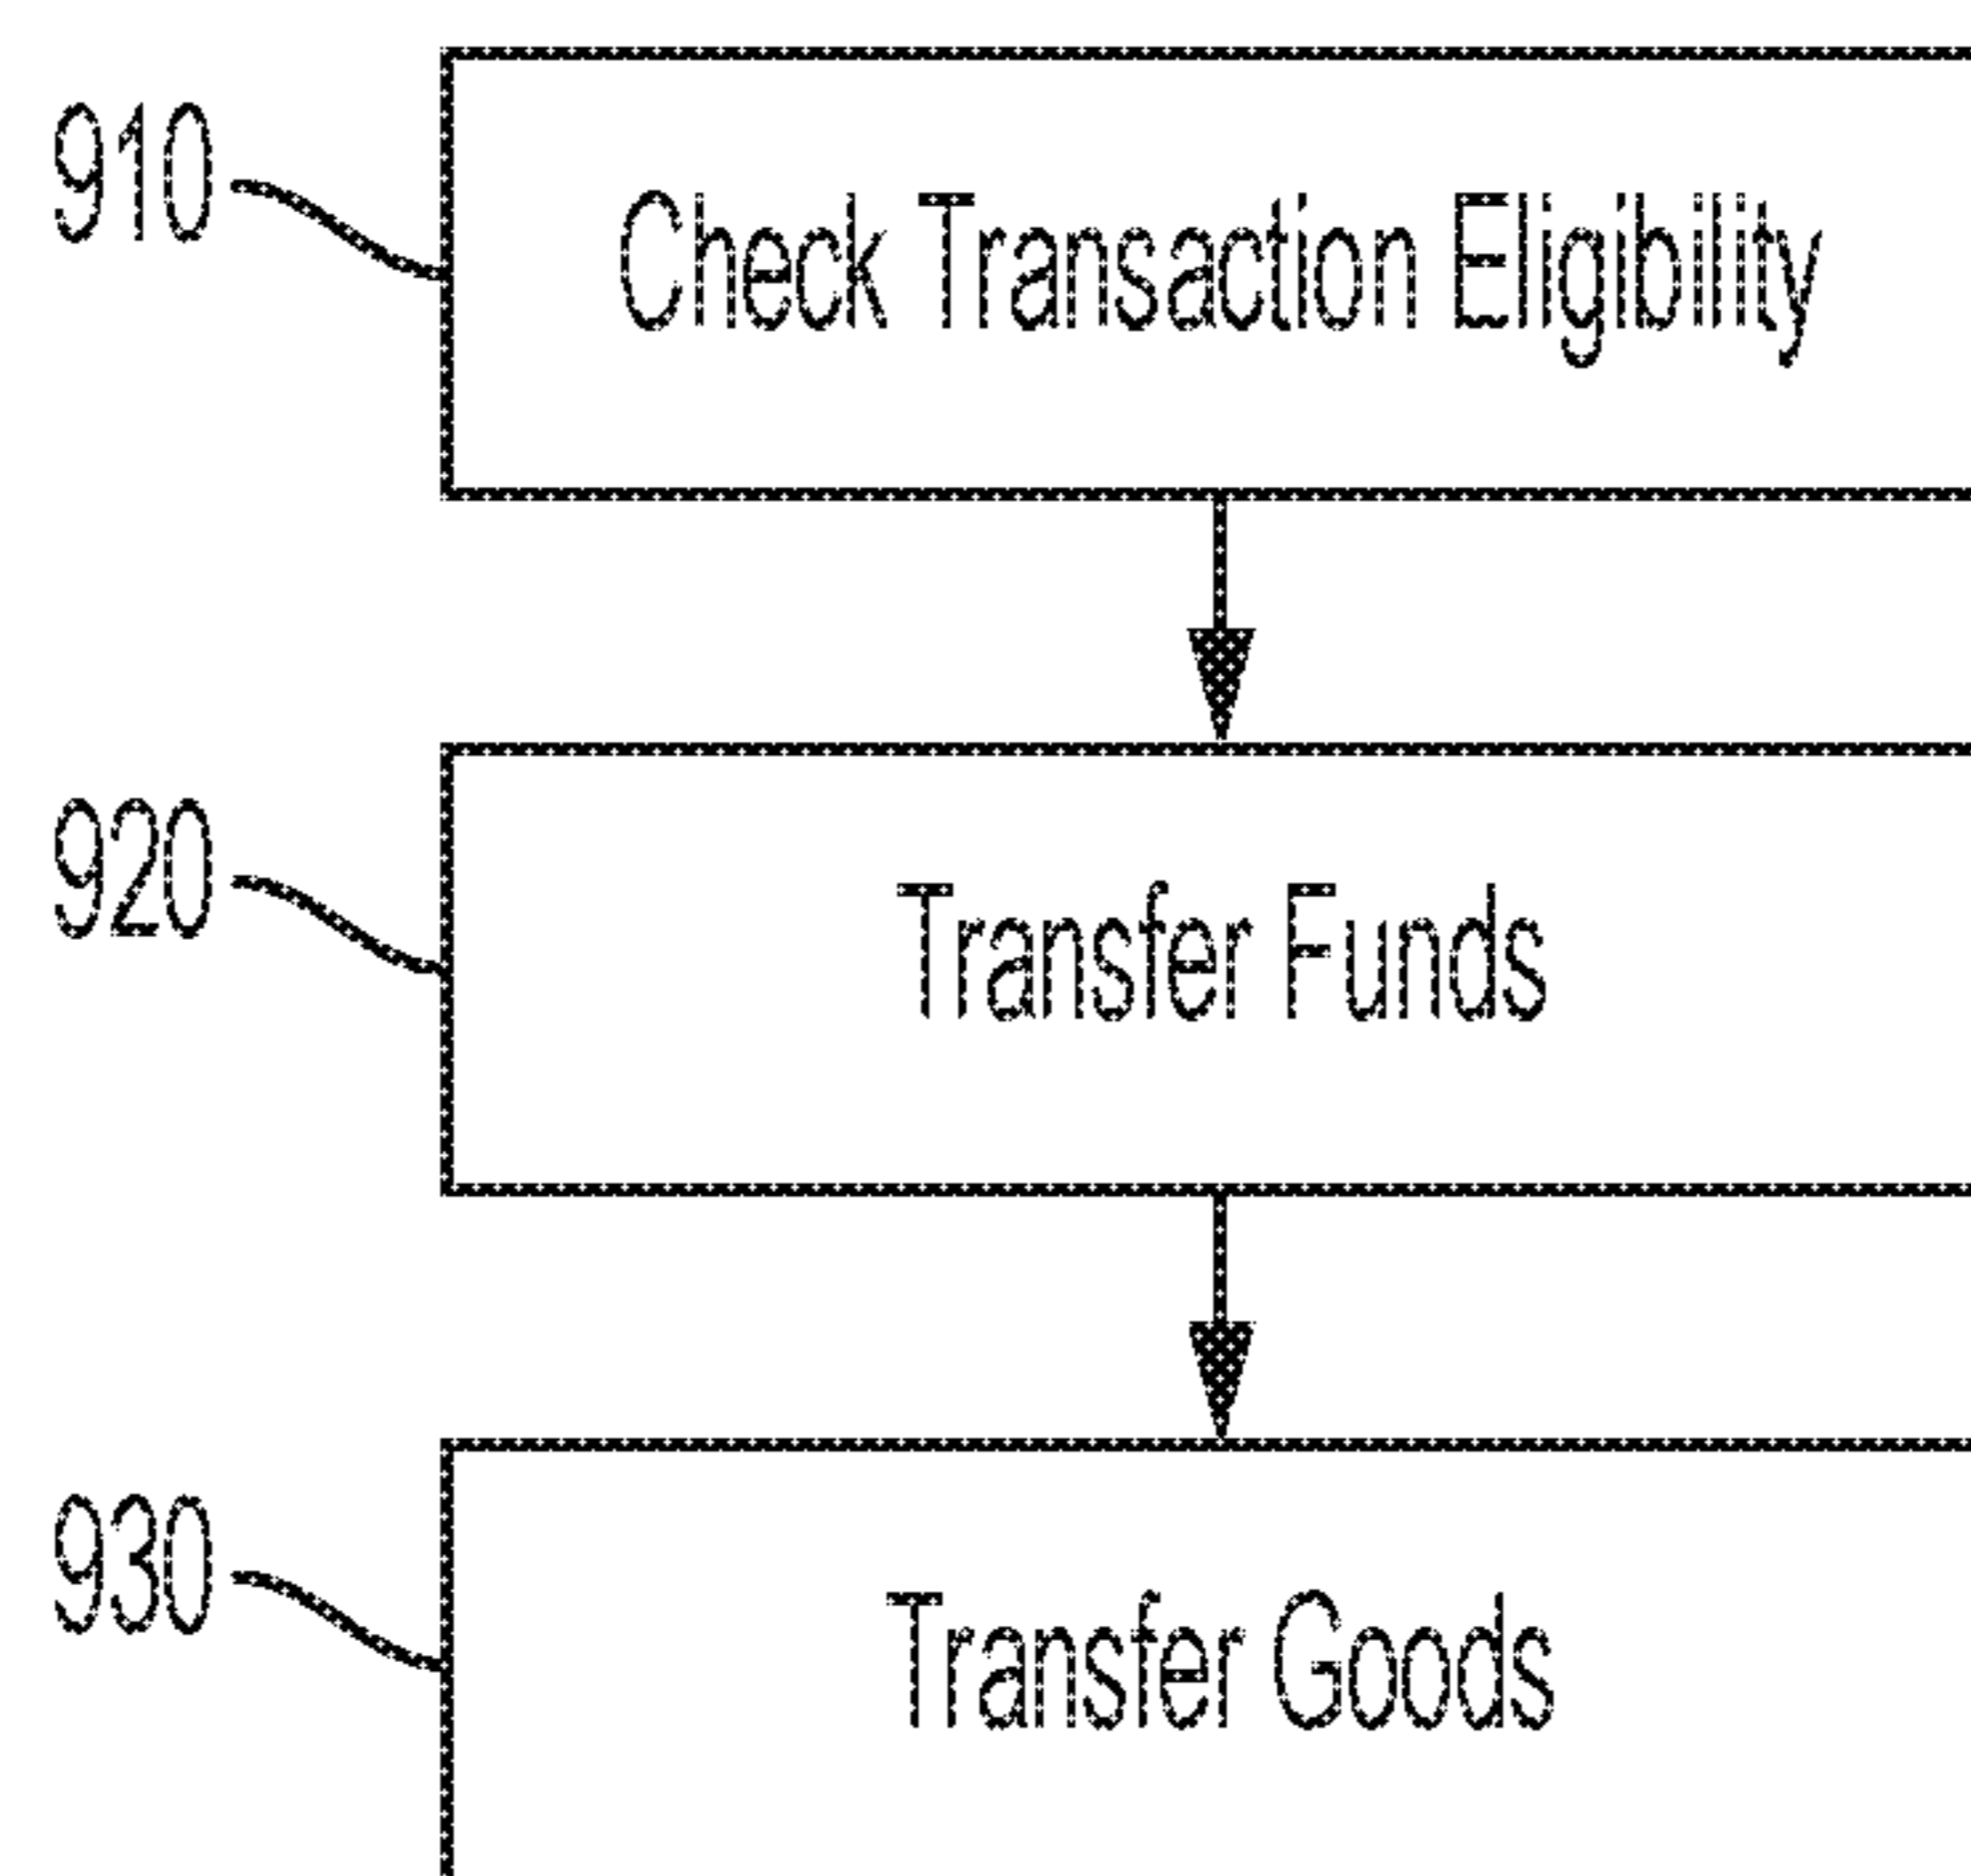 910
Check Transaction Eligibility
920
Transfer Funds
930
Transfer Goods